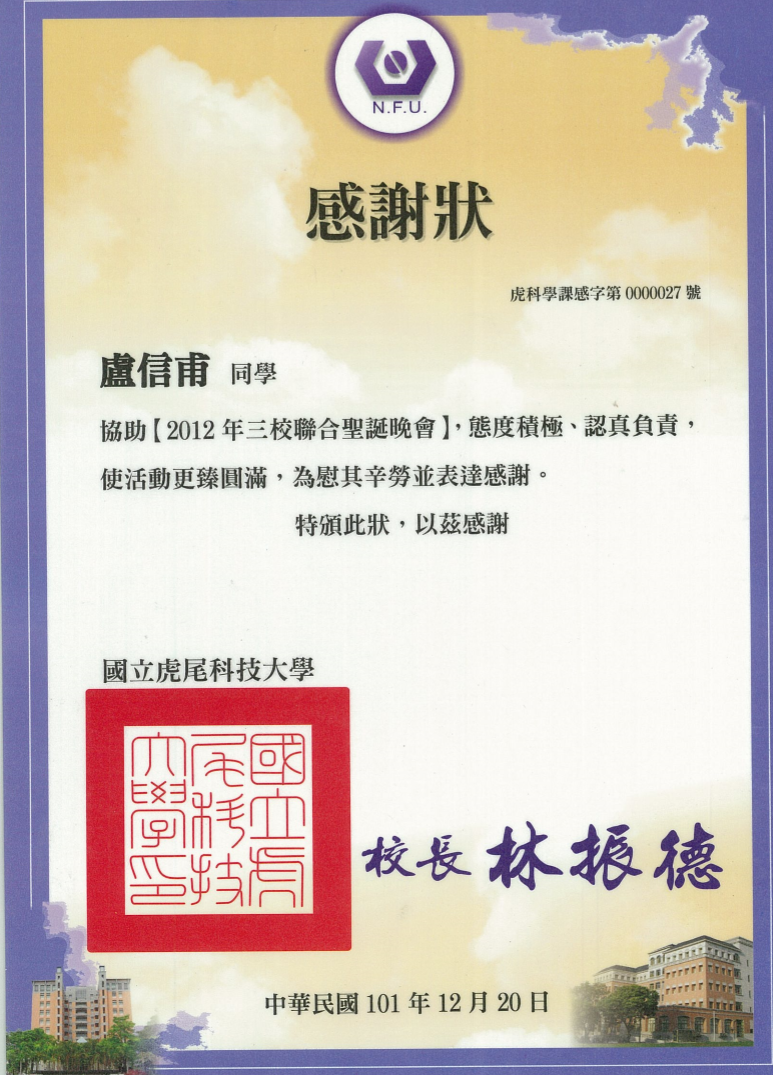 N.F.U.
感謝狀
虎科學課感字第 0000027 號
盧信甫 同學
協助【2012 年三校聯合聖誕晚會】，態度積極、認真負責，
使活動更臻圓滿，為慰其辛勞並表達感謝。
特頒此狀，以茲感謝
國立虎尾科技大學
國立虎
尾科技
大學印
校長 林振德
中華民國 101 年 12 月 20 日